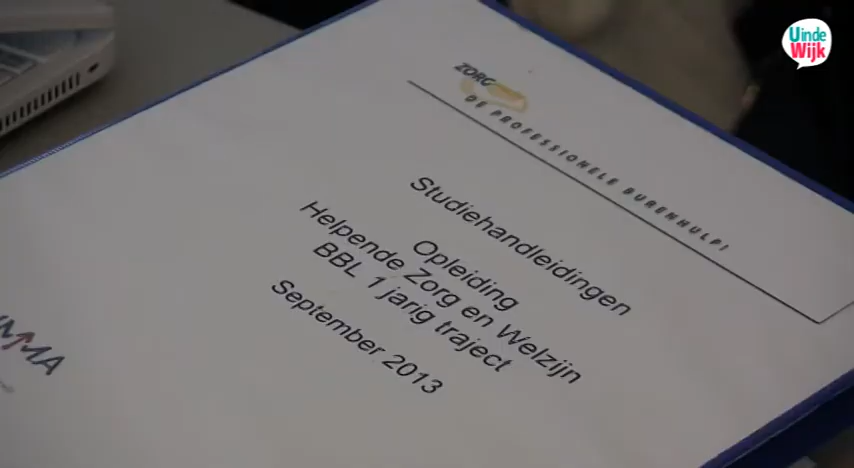 U in de
Wijk
ZORG
DE PROFESSIONELE BURENHULP!
Studiehandleidingen
Opleiding
Helpende Zorg en Welzijn
BBL 1 jarig traject
September 2013